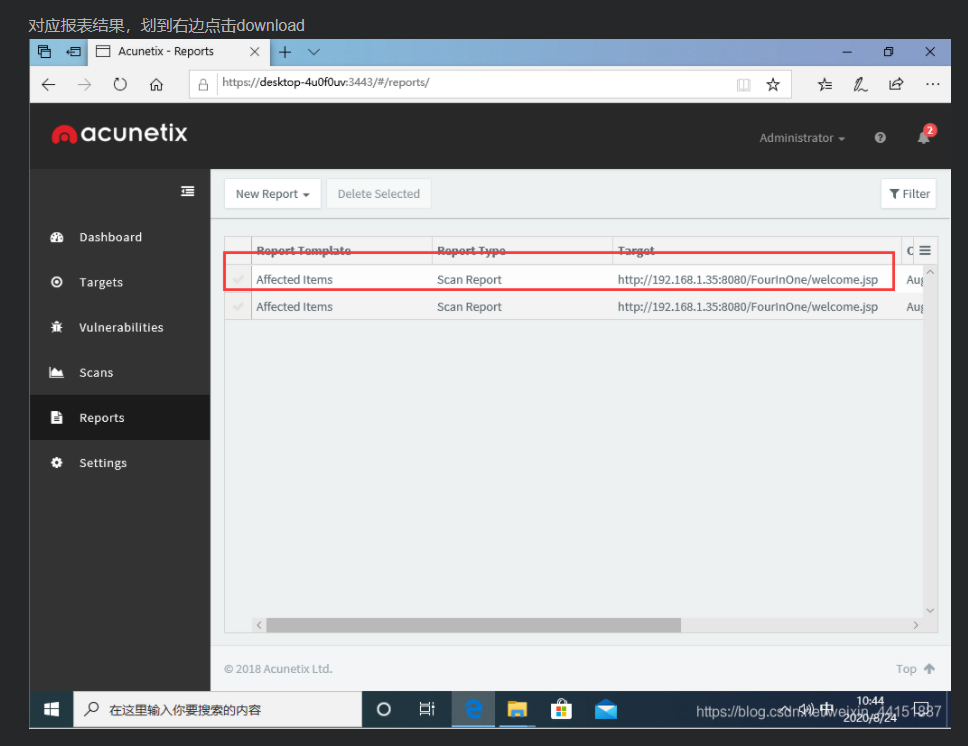 对应报表结果，划到右边点击download
Acunetix - Reports
https://desktop-4u0f0uv:3443/#/reports/
acunetix
Administrator
2
New Report
Delete Selected
Filter
Dashboard
Targets
Vulnerabilities
Scans
Reports
Settings
Report Template Report Type Target C
Affected Items Scan Report http://192.168.1.35:8080/FourInOne/welcome.jsp Aug
Affected Items Scan Report http://192.168.1.35:8080/FourInOne/welcome.jsp Aug
© 2018 Acunetix Ltd.
Top
在这里输入你要搜索的内容
中
10:44
2020/8/24
https://blog.csdn.net/weixin_44151887